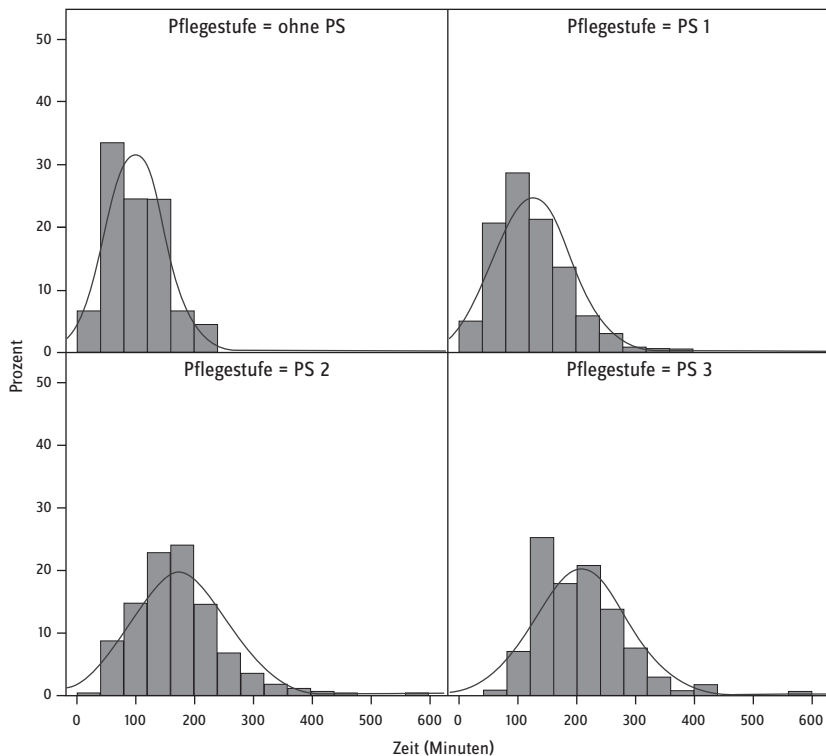 Pflegestufe = ohne PS
Pflegestufe = PS 1
50
40
30
20
10
0
Prozent
Pflegestufe = PS 2
Pflegestufe = PS 3
50
40
30
20
10
0
0 100 200 300 400 500 600
0 100 200 300 400 500 600
Zeit (Minuten)